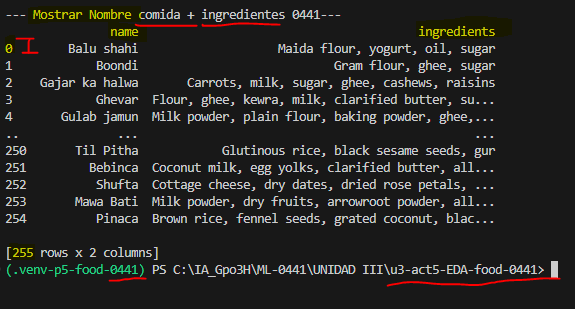 --- Mostrar Nombre comida + ingredientes 0441---
name ingredientes
0 Balu shahi Maida flour, yogurt, oil, sugar
1 Boondi Gram flour, ghee, sugar
2 Gajar ka halwa Carrots, milk, sugar, ghee, cashews, raisins
3 Ghevar Flour, ghee, kewra, milk, clarified butter, su...
4 Gulab jamun Milk powder, plain flour, baking powder, ghee,...
.. ... ...
250 Til Pitha Glutinous rice, black sesame seeds, gur
251 Bebinca Coconut milk, egg yolks, clarified butter, all...
252 Shufta Cottage cheese, dry dates, dried rose petals, ...
253 Mawa Bati Milk powder, dry fruits, arrowroot powder, all...
254 Pinaca Brown rice, fennel seeds, grated coconut, blac...
[255 rows x 2 columns]
(.venv-p5-food-0441) PS C:\IA_Gpo3H\ML-0441\UNIDAD III\u3-act5-EDA-food-0441>